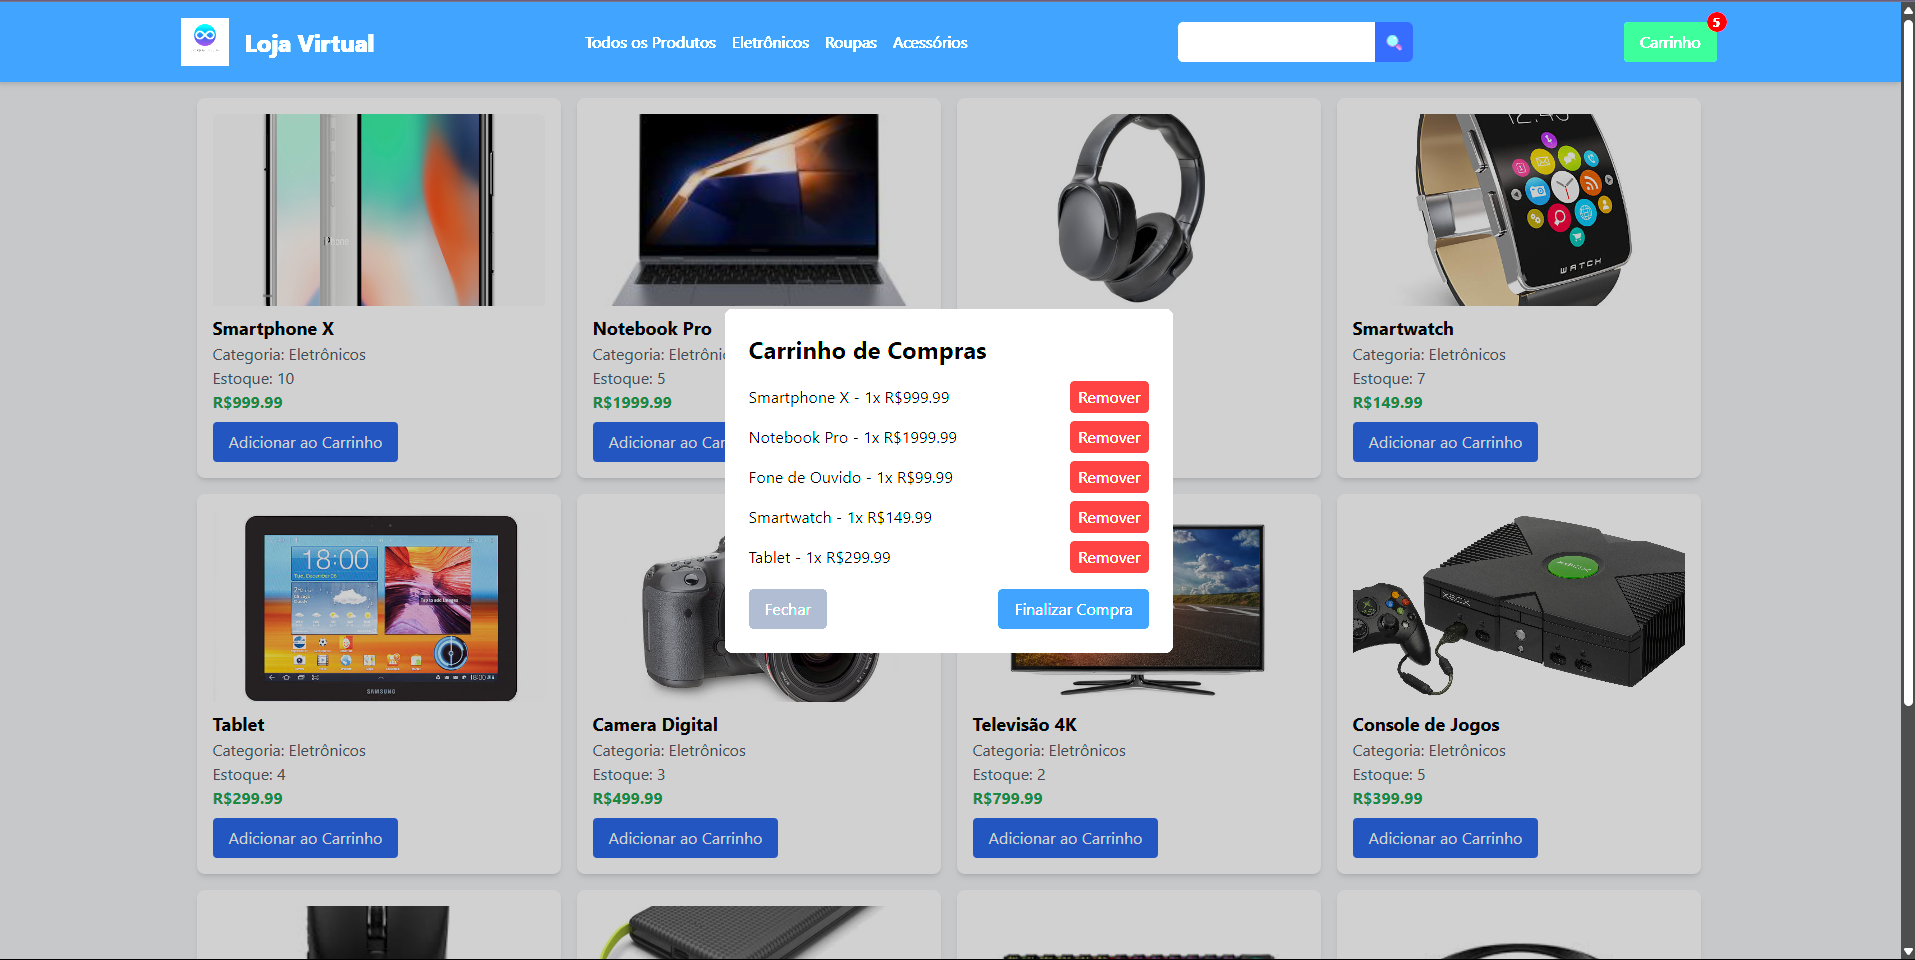 Loja Virtual
Todos os Produtos Eletrônicos Roupas Acessórios
Carrinho
5
Smartphone X
Categoria: Eletrônicos
Estoque: 10
R$999.99
Adicionar ao Carrinho
Notebook Pro
Categoria: Eletrôni
Estoque: 5
R$1999.99
Adicionar ao Car
WATCH
Smartwatch
Categoria: Eletrônicos
Estoque: 7
R$149.99
Adicionar ao Carrinho
Carrinho de Compras
Smartphone X - 1x R$999.99 Remover
Notebook Pro - 1x R$1999.99 Remover
Fone de Ouvido - 1x R$99.99 Remover
Smartwatch - 1x R$149.99 Remover
Tablet - 1x R$299.99 Remover
Fechar Finalizar Compra
18:00
SAMSUNG
Tablet
Categoria: Eletrônicos
Estoque: 4
R$299.99
Adicionar ao Carrinho
Camera Digital
Categoria: Eletrônicos
Estoque: 3
R$499.99
Adicionar ao Carrinho
Televisão 4K
Categoria: Eletrônicos
Estoque: 2
R$799.99
Adicionar ao Carrinho
XBOX
Console de Jogos
Categoria: Eletrônicos
Estoque: 5
R$399.99
Adicionar ao Carrinho